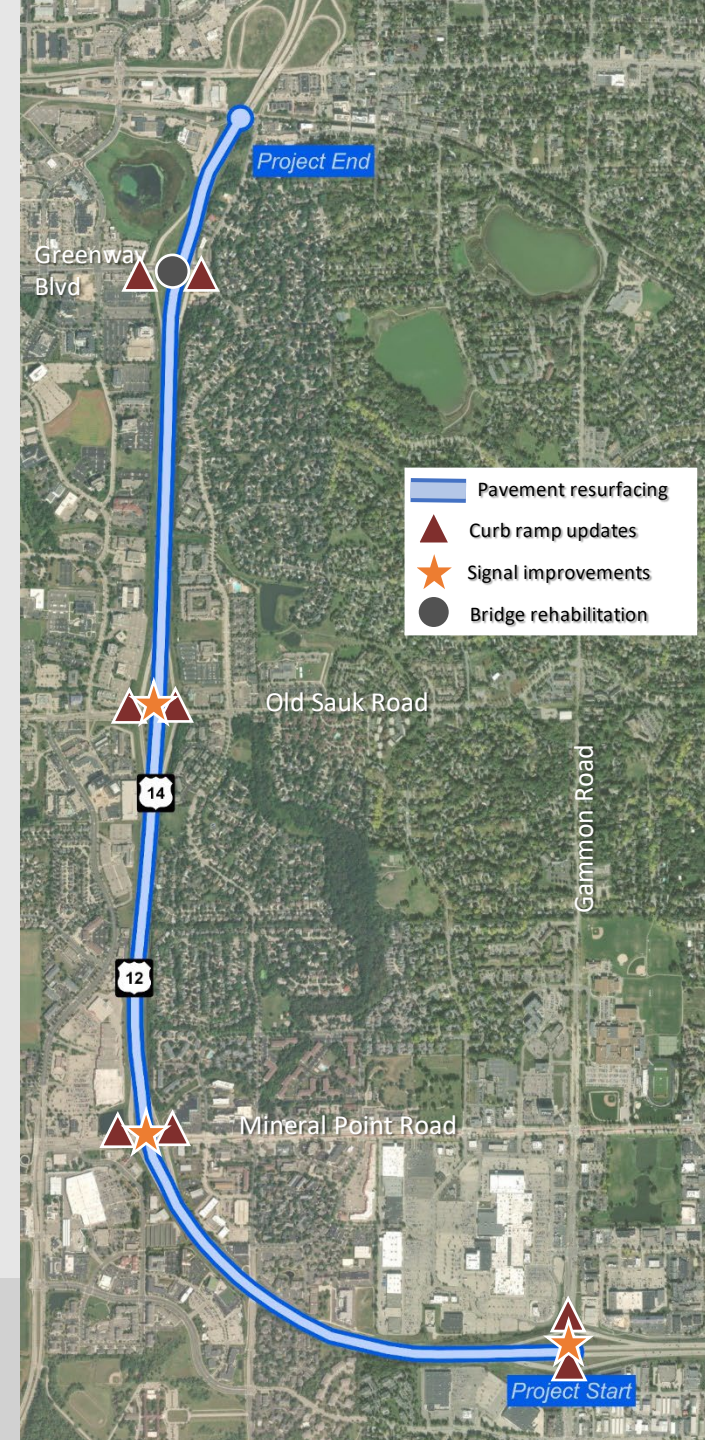 Project End
Greenway
Blvd
Pavement resurfacing
Curb ramp updates
Signal improvements
Bridge rehabilitation
Old Sauk Road
Gammon Road
14
12
Mineral Point Road
Project Start